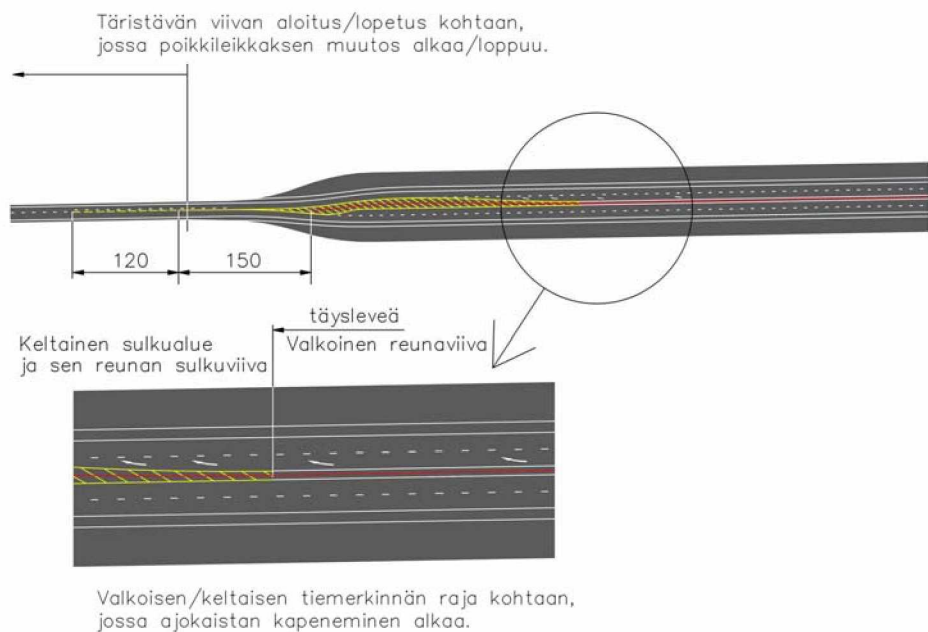 Täristävän viivan aloitus/lopetus kohtaan,
jossa poikkileikkaksen muutos alkaa/loppuu.
120
150
täysleveä
Keltainen sulkualue
ja sen reunan sulkuviiva
Valkoinen reunaviiva
Valkoisen/keltaisen tiemerkinnän raja kohtaan,
jossa ajokaistan kapeneminen alkaa.